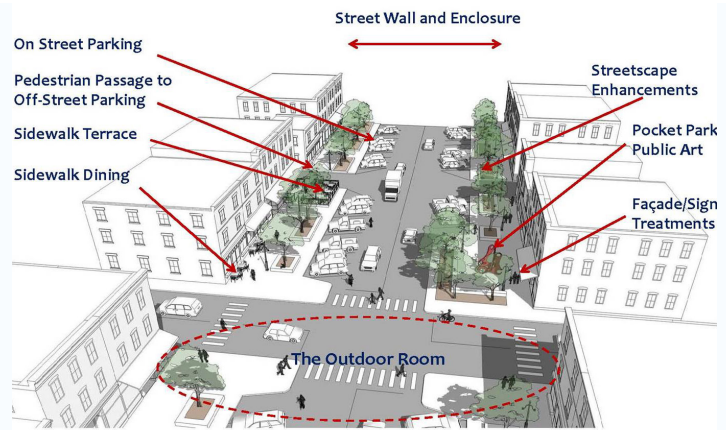 Street Wall and Enclosure
On Street Parking
Pedestrian Passage to
Off-Street Parking
Sidewalk Terrace
Sidewalk Dining
Streetscape
Enhancements
Pocket Park
Public Art
Façade/Sign
Treatments
The Outdoor Room